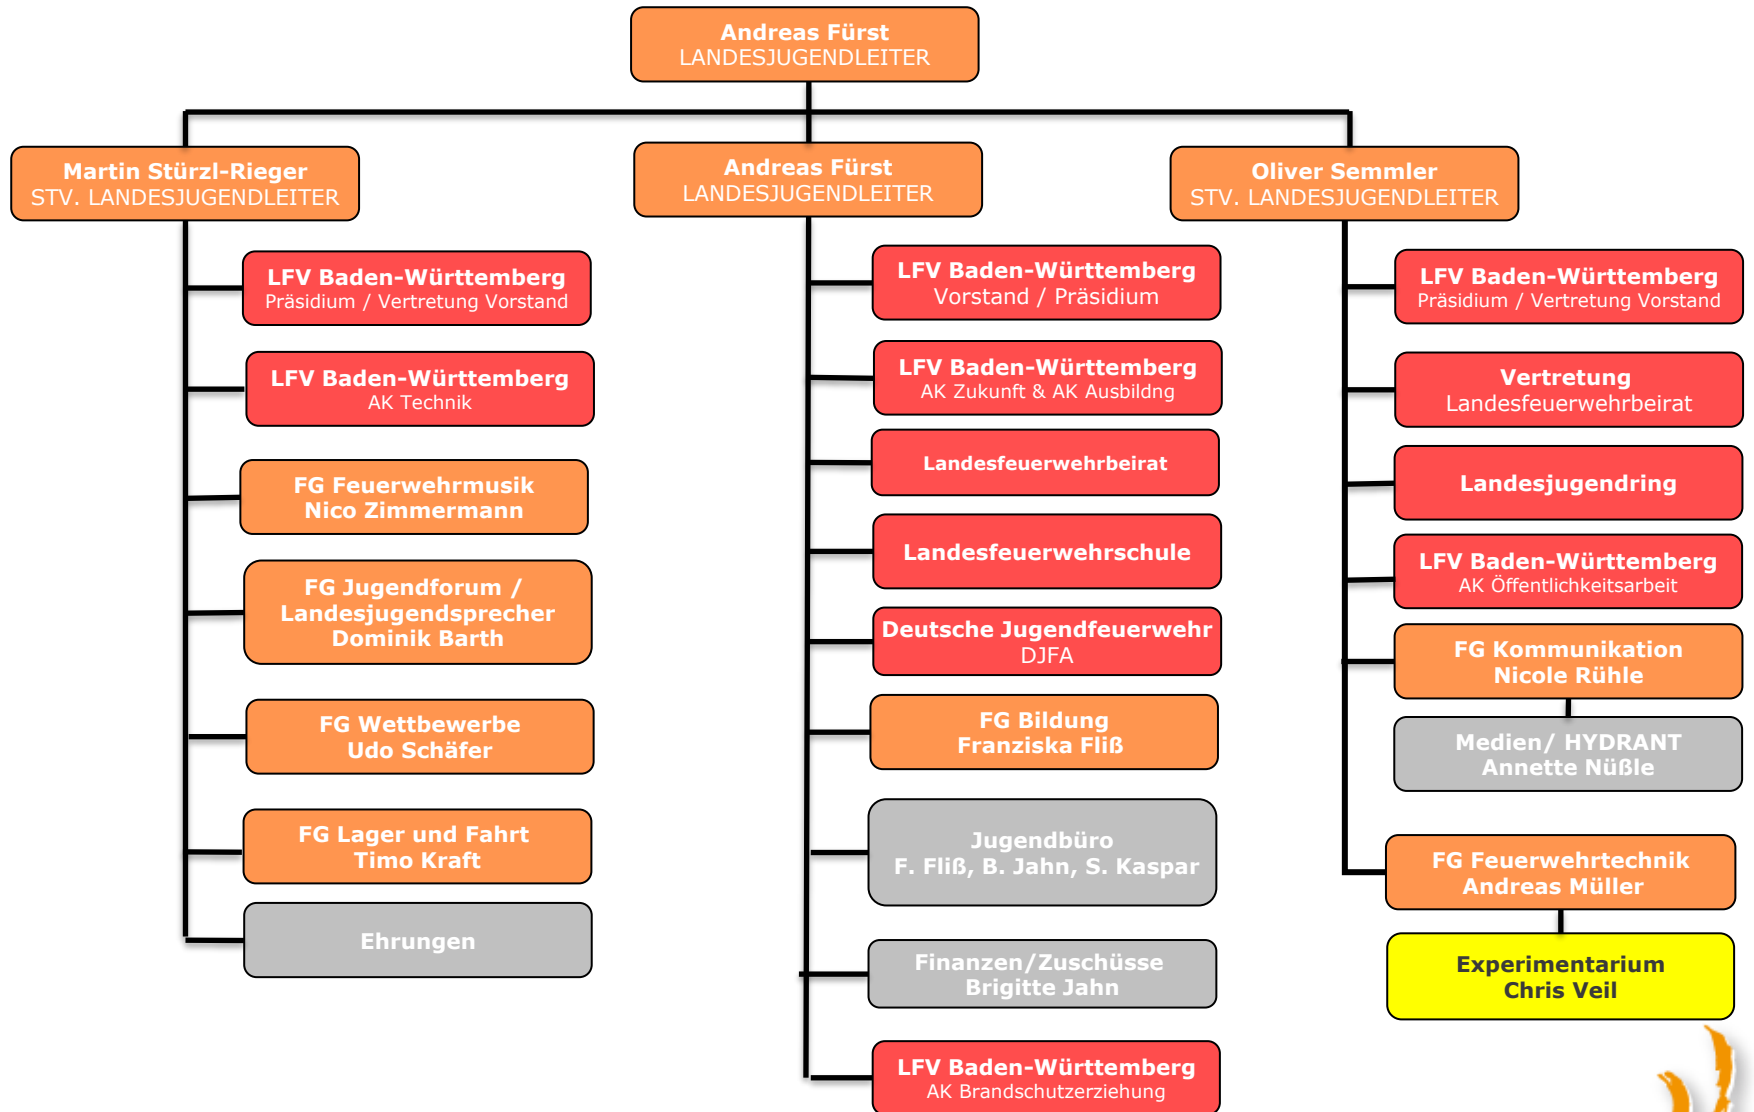 Andreas Fürst
LANDESJUGENDLEITER
Martin Stürzl-Rieger
STV. LANDESJUGENDLEITER
LFV Baden-Württemberg
Präsidium / Vertretung Vorstand
LFV Baden-Württemberg
AK Technik
FG Feuerwehrmusik
Nico Zimmermann
FG Jugendforum /
Landesjugendsprecher
Dominik Barth
FG Wettbewerbe
Udo Schäfer
FG Lager und Fahrt
Timo Kraft
Ehrungen
Andreas Fürst
LANDESJUGENDLEITER
LFV Baden-Württemberg
Vorstand / Präsidium
LFV Baden-Württemberg
AK Zukunft & AK Ausbildng
Landesfeuerwehrbeirat
Landesfeuerwehrschule
Deutsche Jugendfeuerwehr
DJFA
FG Bildung
Franziska Fliß
Jugendbüro
F. Fliß, B. Jahn, S. Kaspar
Finanzen/Zuschüsse
Brigitte Jahn
LFV Baden-Württemberg
AK Brandschutzerziehung
Oliver Semmler
STV. LANDESJUGENDLEITER
LFV Baden-Württemberg
Präsidium / Vertretung Vorstand
Vertretung
Landesfeuerwehrbeirat
Landesjugendring
LFV Baden-Württemberg
AK Öffentlichkeitsarbeit
FG Kommunikation
Nicole Rühle
Medien/ HYDRANT
Annette Nüßle
FG Feuerwehrtechnik
Andreas Müller
Experimentarium
Chris Veil